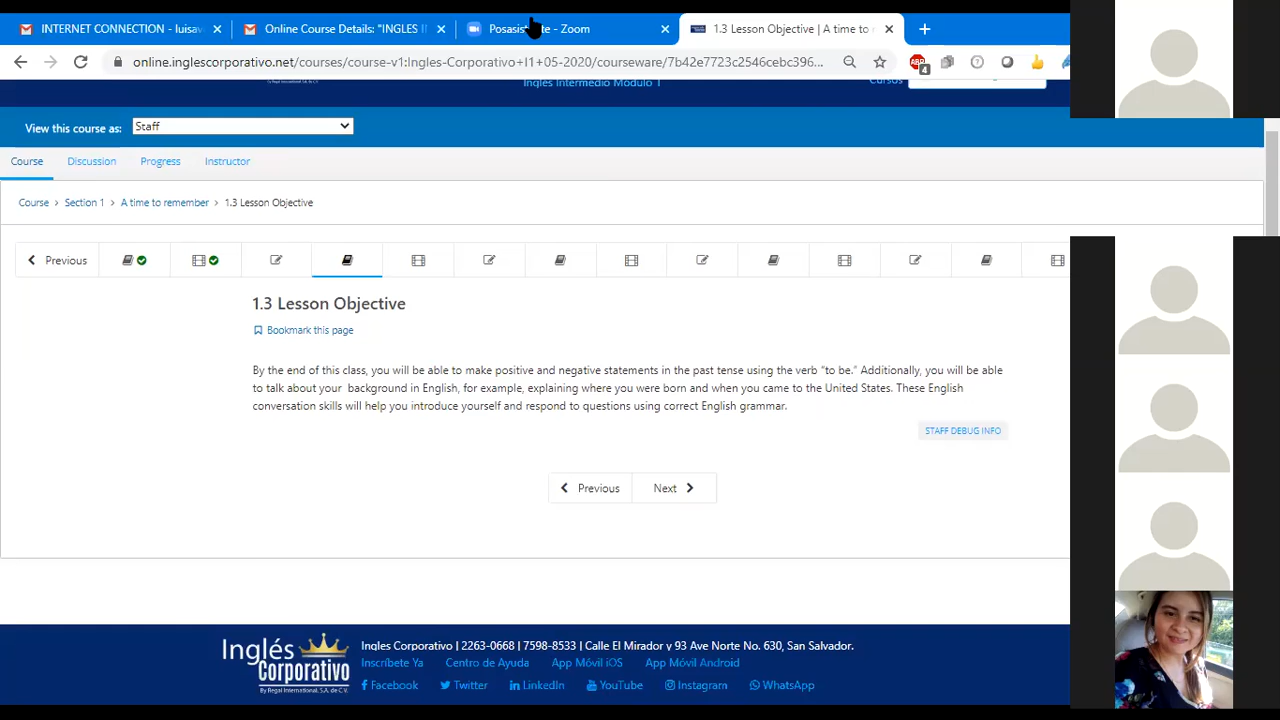 INTERNET CONNECTION - luisav
Online Course Details: "INGLES II
Posasist te - Zoom
1.3 Lesson Objective | A time to
online.inglescorporativo.net/courses/course-v1:Ingles-Corporativo+I1+05-2020/courseware/7b42e7723c2546cebc396...
ABP
4
Inglés Intermedio Módulo 1
Cursos
View this course as:
Staff
Course
Discussion
Progress
Instructor
Course > Section 1 > A time to remember > 1.3 Lesson Objective
Previous
1.3 Lesson Objective
Bookmark this page
By the end of this class, you will be able to make positive and negative statements in the past tense using the verb "to be." Additionally, you will be able
to talk about your background in English, for example, explaining where you were born and when you came to the United States. These English
conversation skills will help you introduce yourself and respond to questions using correct English grammar.
STAFF DEBUG INFO
Previous
Next
Inglés
Corporativo
By Regal International, S.A. de C.V.
Ingles Corporativo | 2263-0668 | 7598-8533 | Calle El Mirador y 93 Ave Norte No. 630, San Salvador.
Inscríbete Ya
Centro de Ayuda
App Móvil iOS
App Móvil Android
Facebook
Twitter
LinkedIn
YouTube
Instagram
WhatsApp